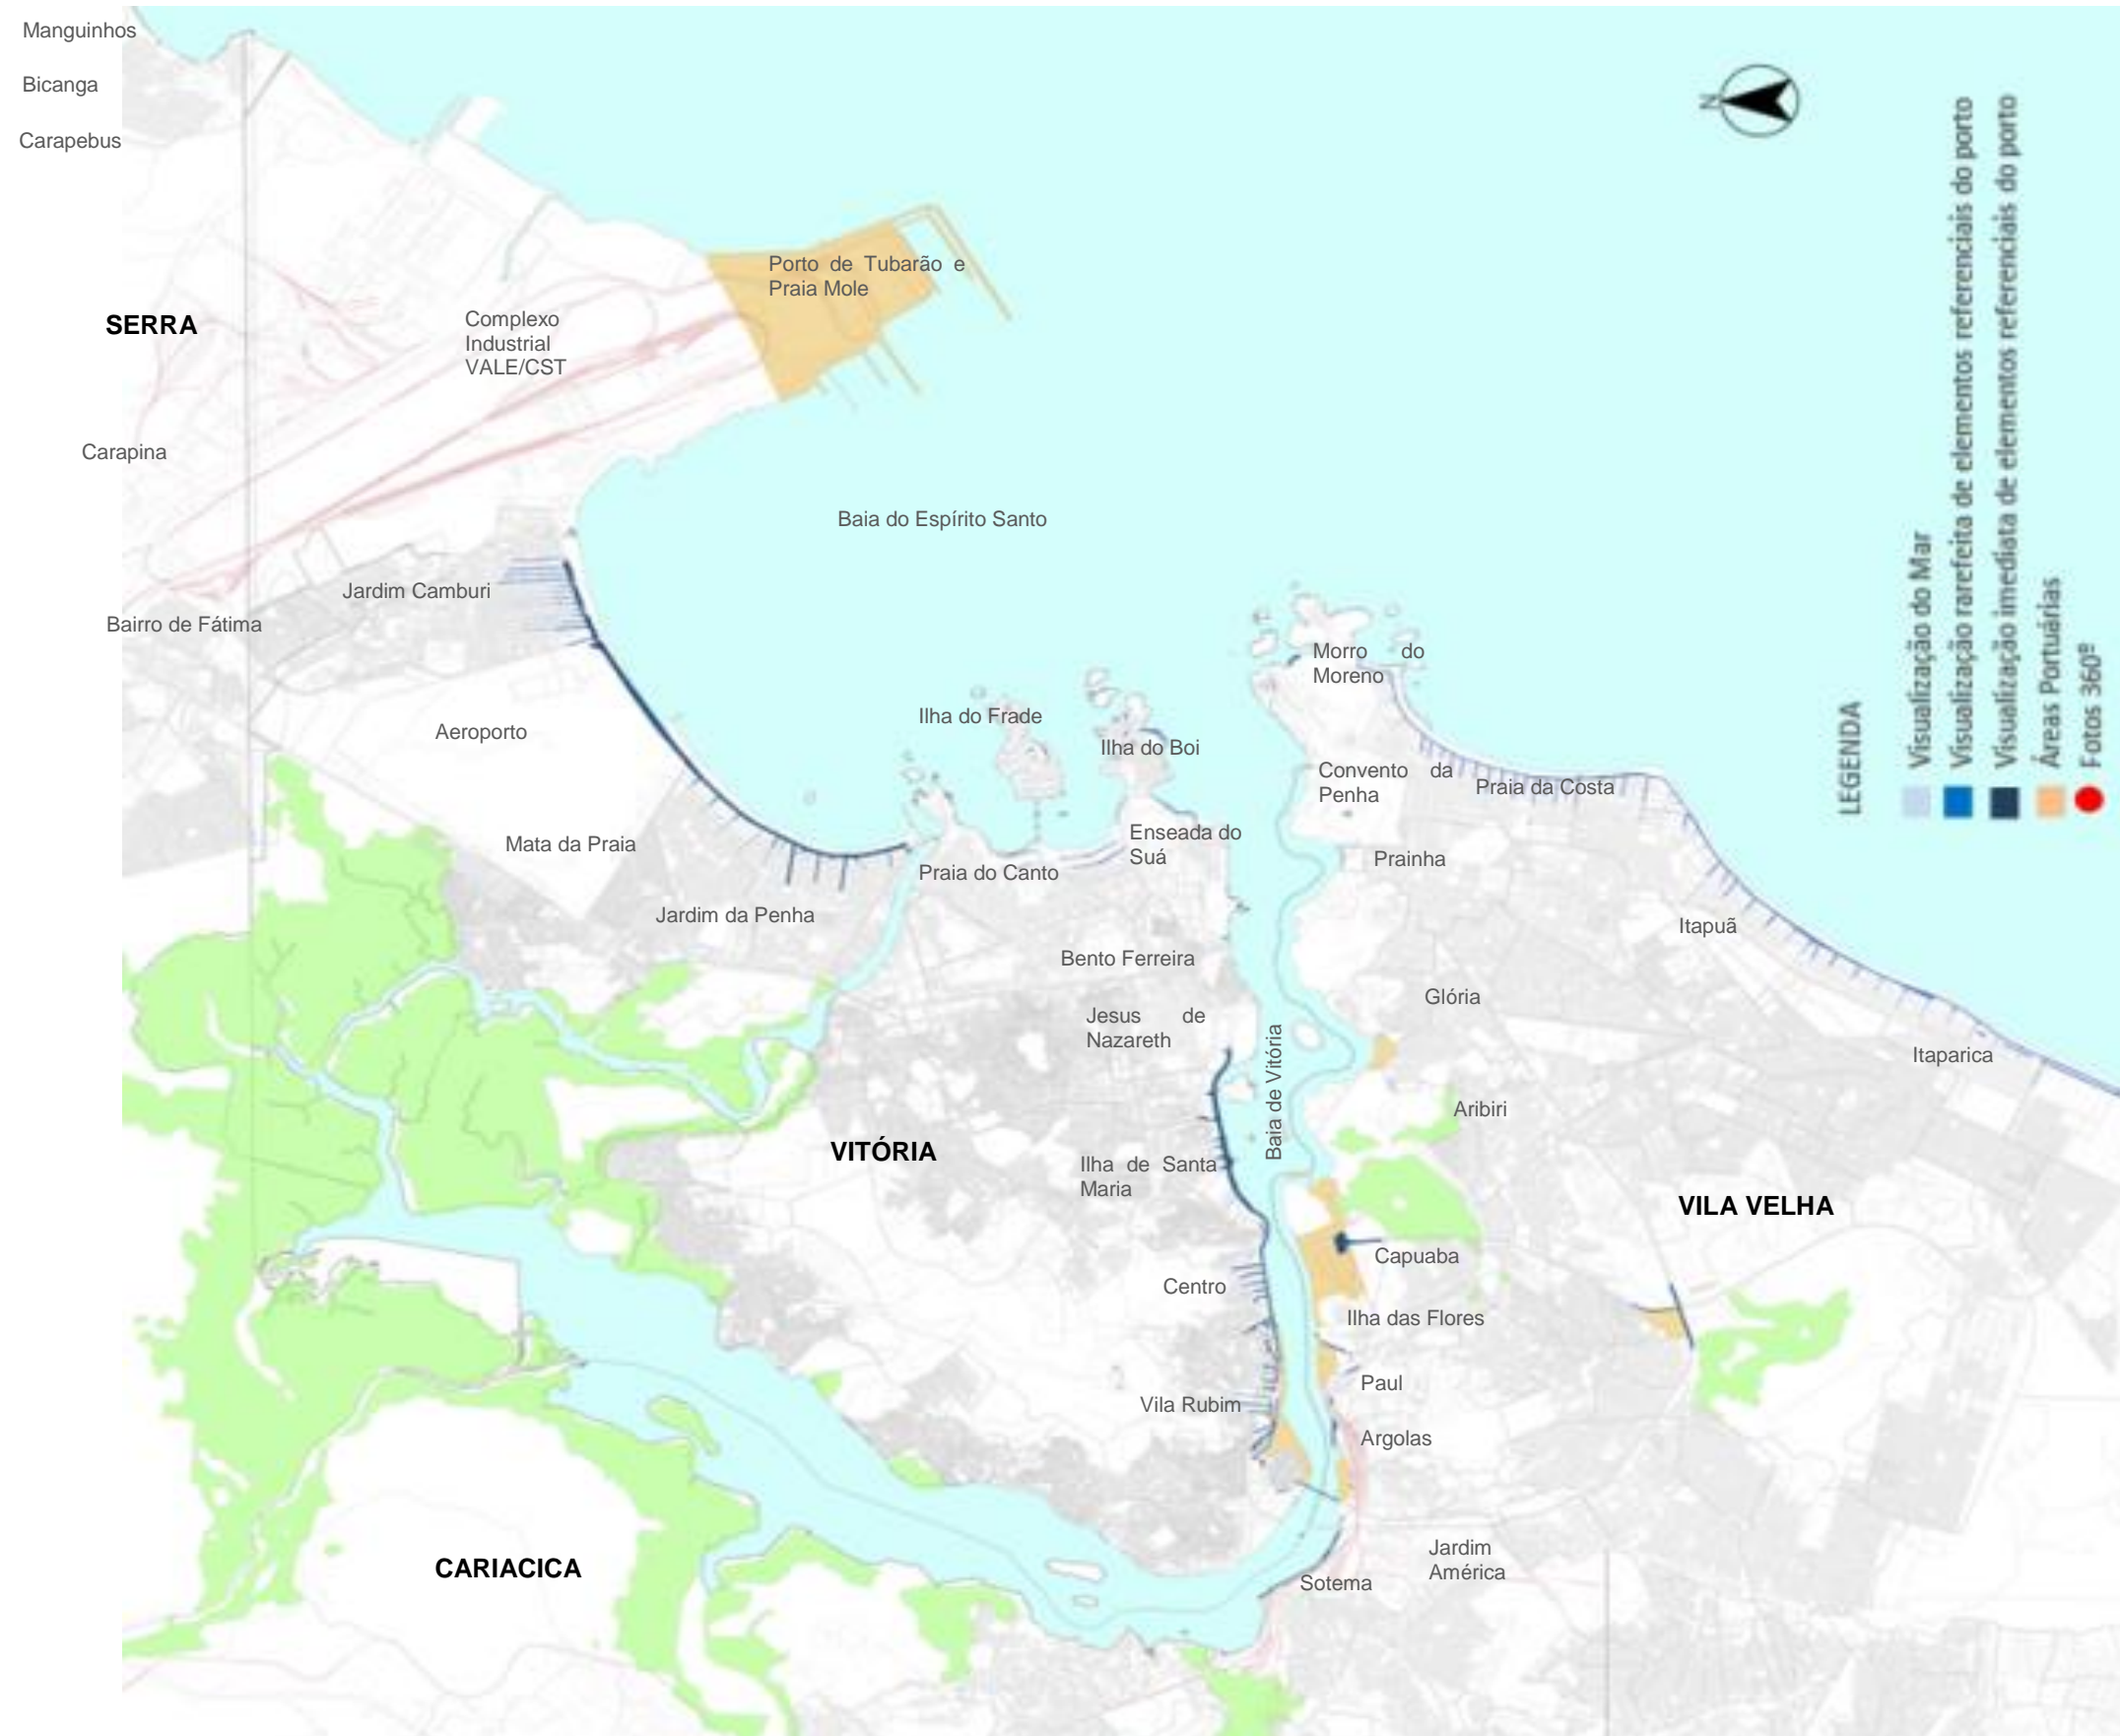 Manguinhos
Bicanga
Carapebus
N
Porto de Tubarão e
Praia Mole
SERRA
Complexo
Industrial
VALE/CST
Carapina
Baia do Espírito Santo
Jardim Camburi
Bairro de Fátima
Morro do
Moreno
Ilha do Frade
Aeroporto
Ilha do Boi
Convento da
Penha
Praia da Costa
Enseada do
Suá
Mata da Praia
Prainha
Praia do Canto
Jardim da Penha
Itapuã
Bento Ferreira
Glória
Jesus de
Nazareth
Baia de Vitória
Itaparica
Aribiri
VITÓRIA
Ilha de Santa
Maria
VILA VELHA
Capuaba
Centro
Ilha das Flores
Paul
Vila Rubim
Argolas
Jardim
América
CARIACICA
Sotema
LEGENDA
Visualização do Mar
Visualização rarefeita de elementos referenciais do porto
Visualização imediata de elementos referenciais do porto
Áreas Portuárias
Fotos 360º